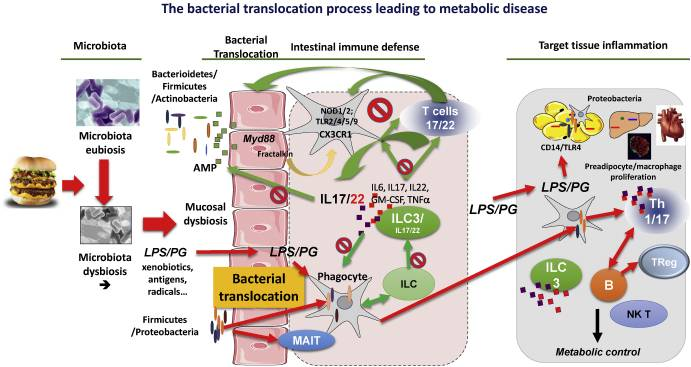 The bacterial translocation process leading to metabolic disease
Microbiota
Bacterial
Translocation
Intestinal immune defense
Target tissue inflammation
Bacterioidetes/
Firmicutes
/Actinobacteria
Microbiota
eubiosis
AMP
Mucosal
dysbiosis
Microbiota
dysbiosis
➔
LPS/PG
xenobiotics,
antigens,
radicals...
Firmicutes
/Proteobacteria
Myd88
Fractalkin
NOD1/2;
TLR2/4/5/9
CX3CR1
T cells
17/22
IL17/22
IL6, IL17, IL22,
GM-CSF, TNFα
ILC3/
IL17/22
LPS/PG
Phagocyte
ILC
Bacterial
translocation
MAIT
LPS/PG
Proteobacteria
CD14/TLR4
Preadipocyte/macrophage
proliferation
LPS/PG
Th
1/17
ILC
3
B
TReg
NK T
Metabolic control